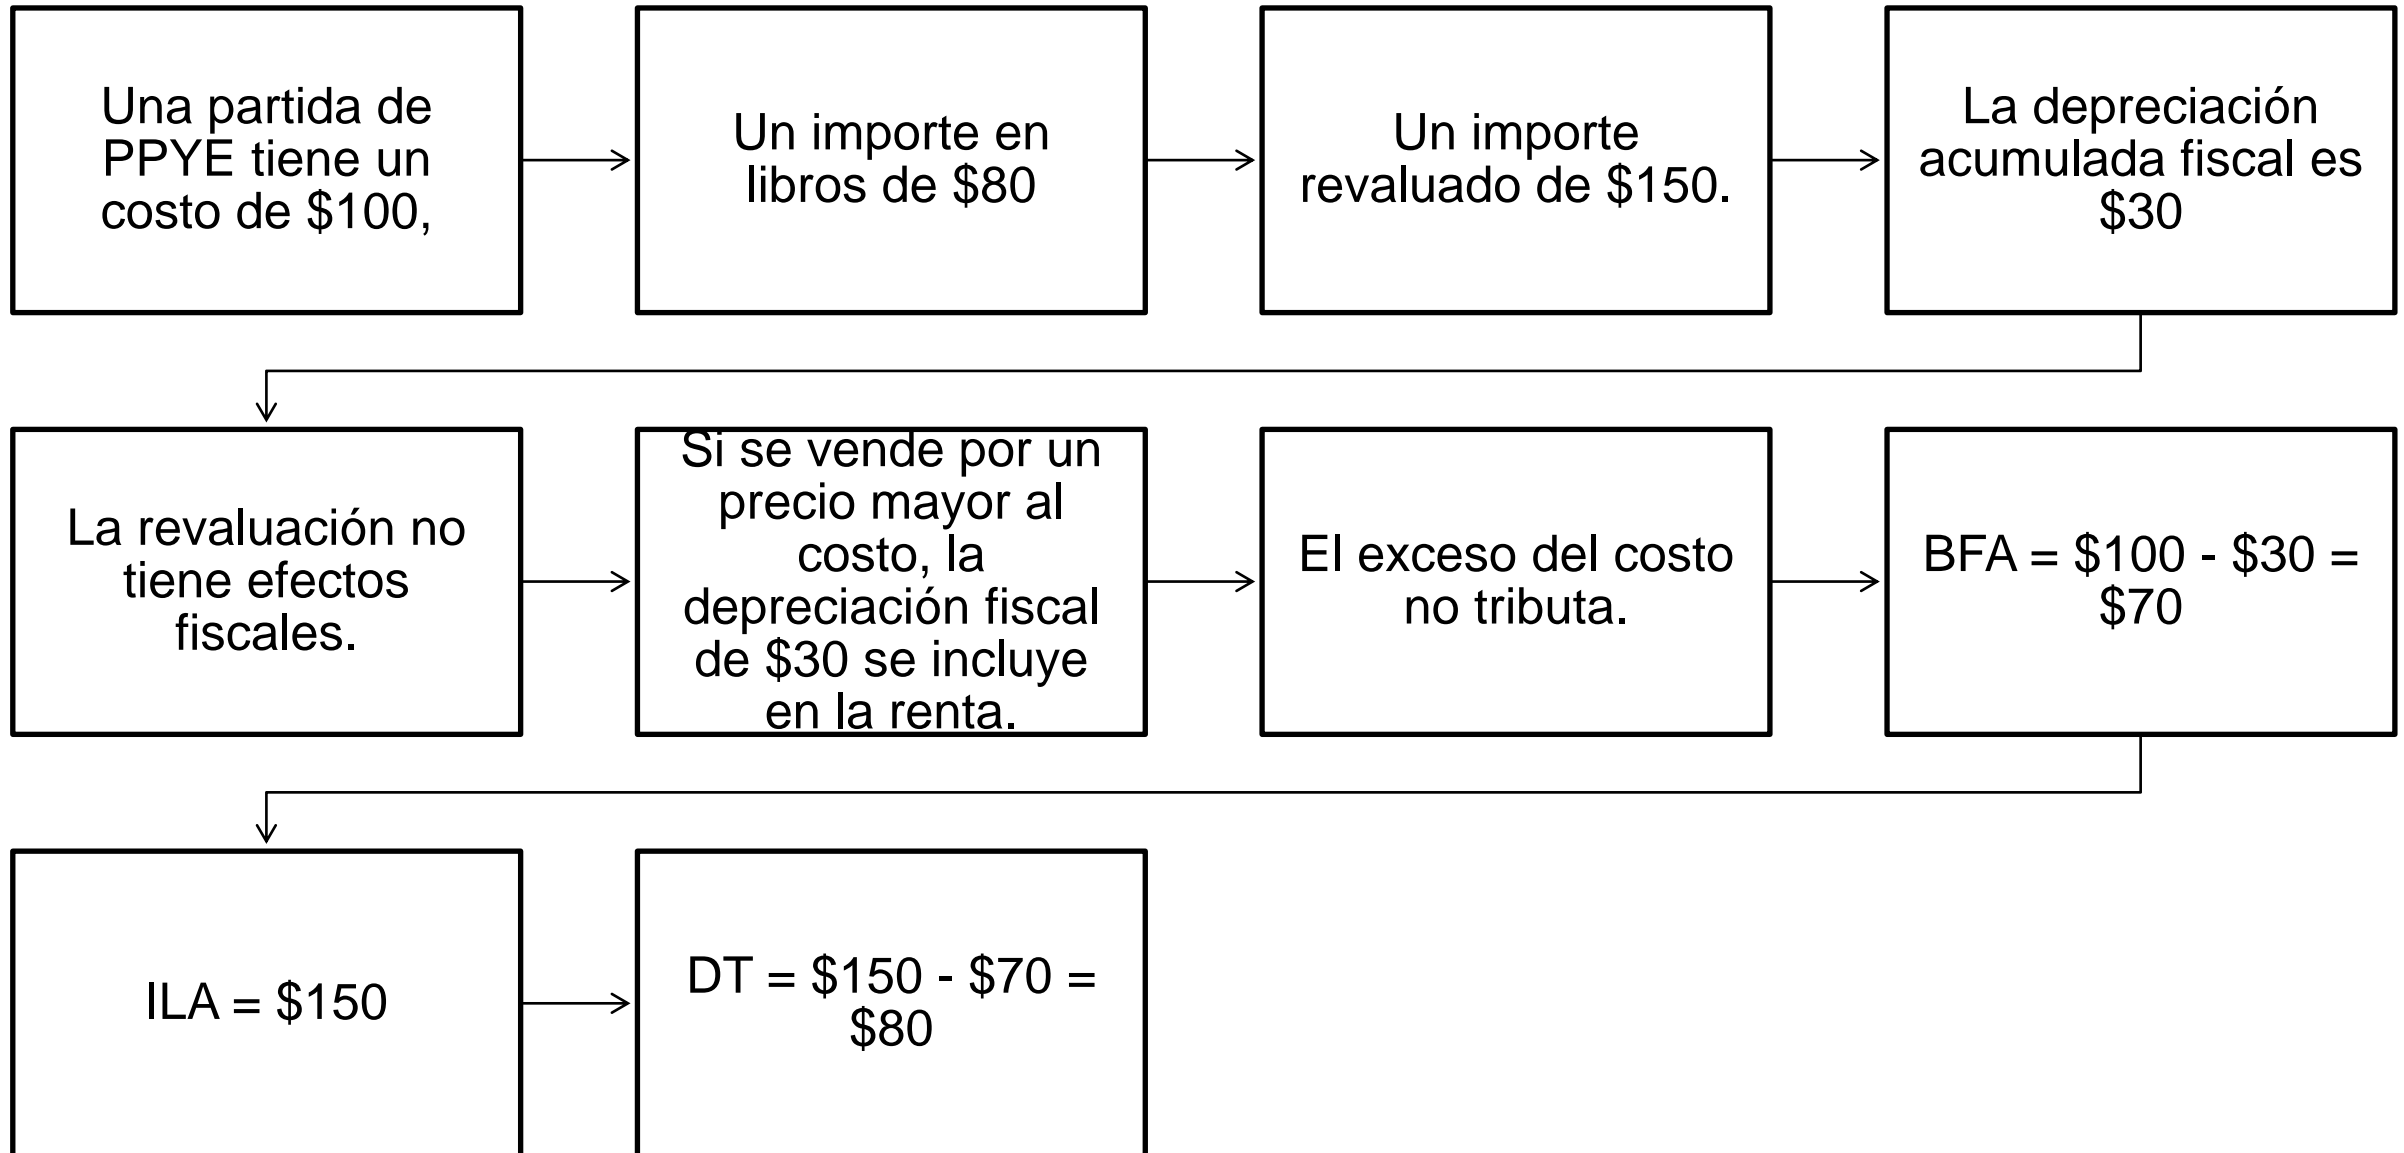 Una partida de
PPYE tiene un
costo de $100,
Un importe en
libros de $80
Un importe
revaluado de $150.
La depreciación
acumulada fiscal es
$30
La revaluación no
tiene efectos
fiscales.
Si se vende por un
precio mayor al
costo, la
depreciación fiscal
de $30 se incluye
en la renta.
El exceso del costo
no tributa.
BFA = $100 - $30 =
$70
ILA = $150
DT = $150 - $70 =
$80